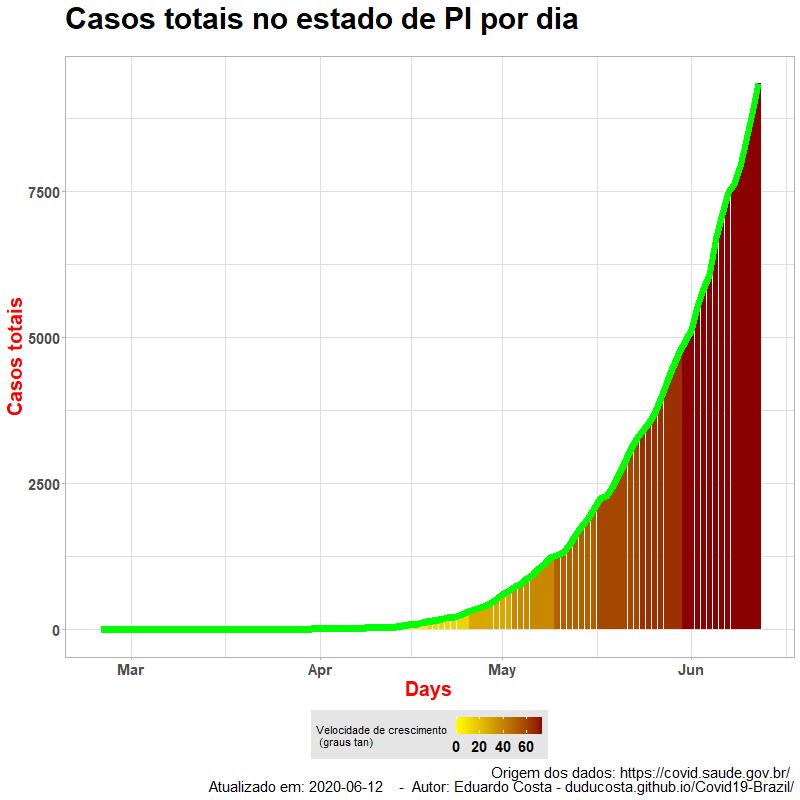 Casos totais no estado de PI por dia
Casos totais
7500
5000
2500
0
Mar Apr May Jun
Days
Velocidade de crescimento
(graus tan)
0 20 40 60
Origem dos dados: https://covid.saude.gov.br/
Atualizado em: 2020-06-12 - Autor: Eduardo Costa - duducosta.github.io/Covid19-Brazil/